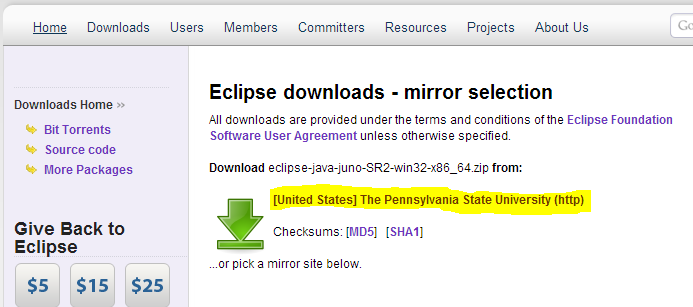 Home Downloads Users Members Committers Resources Projects About Us Go
Downloads Home »
Bit Torrents
Source code
More Packages
Give Back to
Eclipse
$5 $15 $25
Eclipse downloads - mirror selection
All downloads are provided under the terms and conditions of the Eclipse Foundation
Software User Agreement unless otherwise specified.
Download eclipse-java-juno-SR2-win32-x86_64.zip from:
[United States] The Pennsylvania State University (http)
Checksums: [MD5] [SHA1]
...or pick a mirror site below.